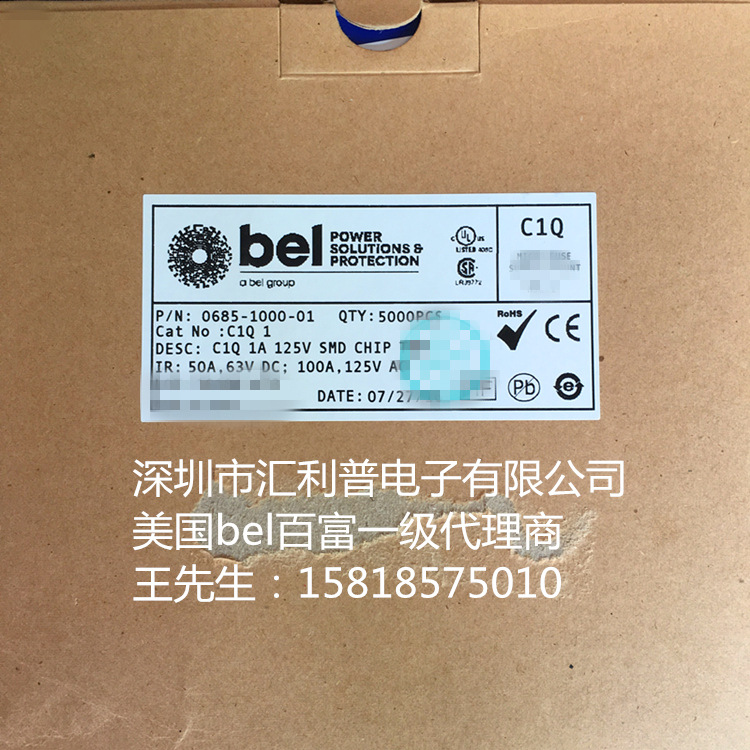 bel POWER
SOLUTIONS &
PROTECTION
a bel group
C UL US
LISTED
C1Q
P/N: 0685-1000-01 QTY: 5000PCS
Cat No :C1Q 1
DESC: C1Q 1A 125V SMD CHIP
IR: 50A,63V DC; 100A,125V
DATE: 07/27/
RoHS
CE
Pb
e
深圳市汇利普电子有限公司
美国bel百富一级代理商
王先生：15818575010